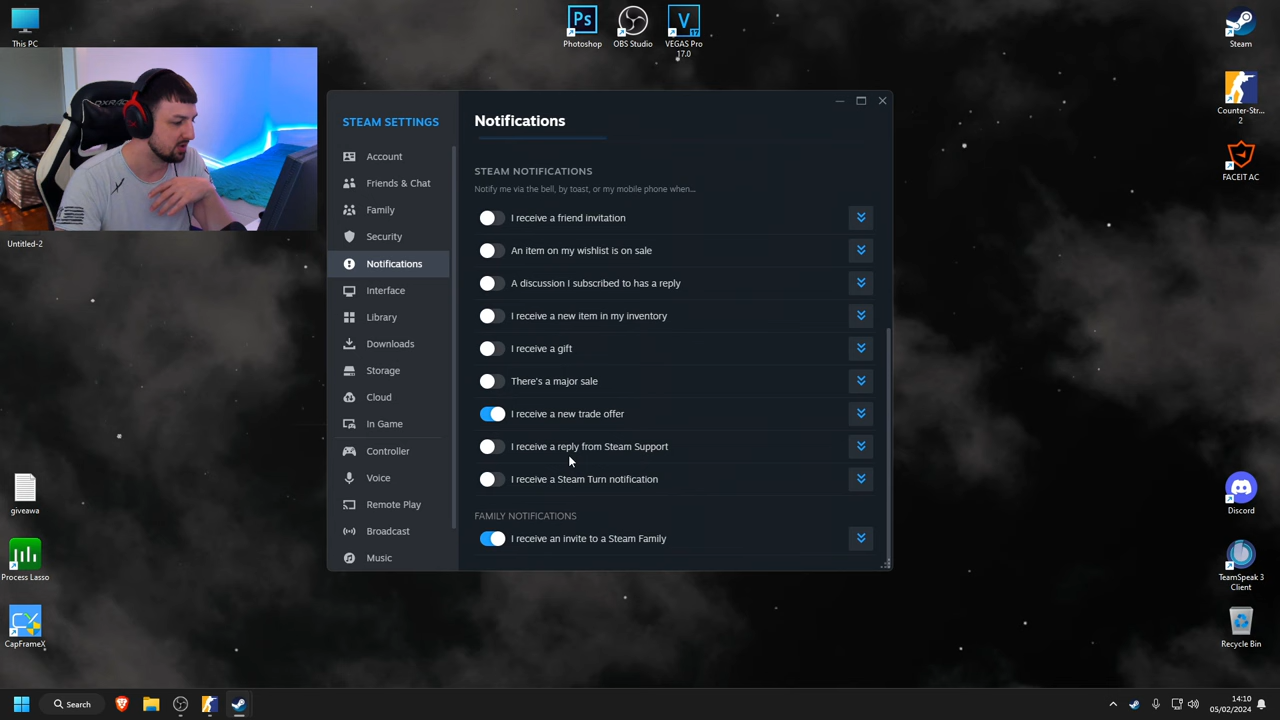 This PC
Ps
Photoshop
OBS Studio
V
17
VEGAS Pro
17.0
Steam
Counter-Str...
2
FACEIT AC
Untitled-2
STEAM SETTINGS
Account
Friends & Chat
Family
Security
Notifications
Interface
Library
Downloads
Storage
Cloud
In Game
Controller
Voice
Remote Play
Broadcast
Music
Notifications
STEAM NOTIFICATIONS
Notify me via the bell, by toast, or my mobile phone when...
I receive a friend invitation
An item on my wishlist is on sale
A discussion I subscribed to has a reply
I receive a new item in my inventory
I receive a gift
There's a major sale
I receive a new trade offer
I receive a reply from Steam Support
I receive a Steam Turn notification
FAMILY NOTIFICATIONS
I receive an invite to a Steam Family
giveawa
Process Lasso
CX
CapFrameX
Discord
TeamSpeak 3
Client
Recycle Bin
Search
14:10
05/02/2024